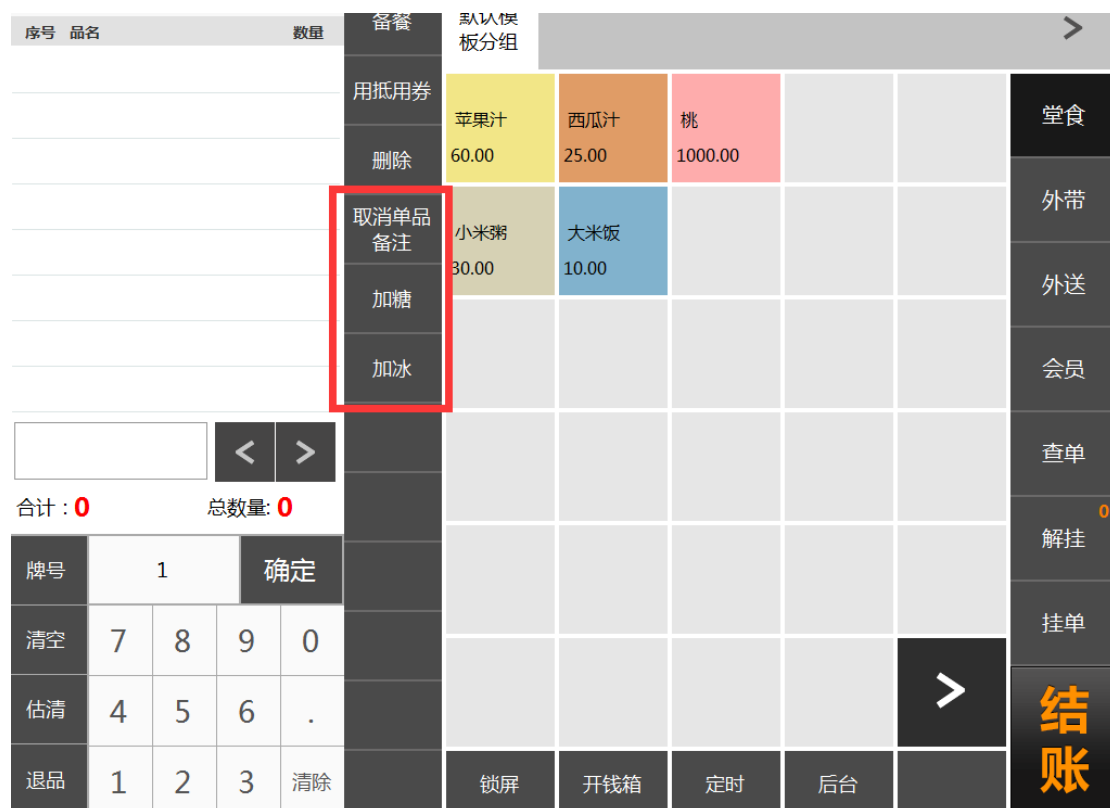 序号 品名 数量
备餐
用抵用券
删除
取消单品
备注
加糖
加冰
默认模
板分组
>
苹果汁
60.00
西瓜汁
25.00
桃
1000.00
小米粥
30.00
大米饭
10.00
堂食
外带
外送
会员
查单
0
解挂
挂单
结
账
< >
合计：0 总数量: 0
牌号 1 确定
清空 7 8 9 0
估清 4 5 6 .
退品 1 2 3 清除
>
锁屏 开钱箱 定时 后台